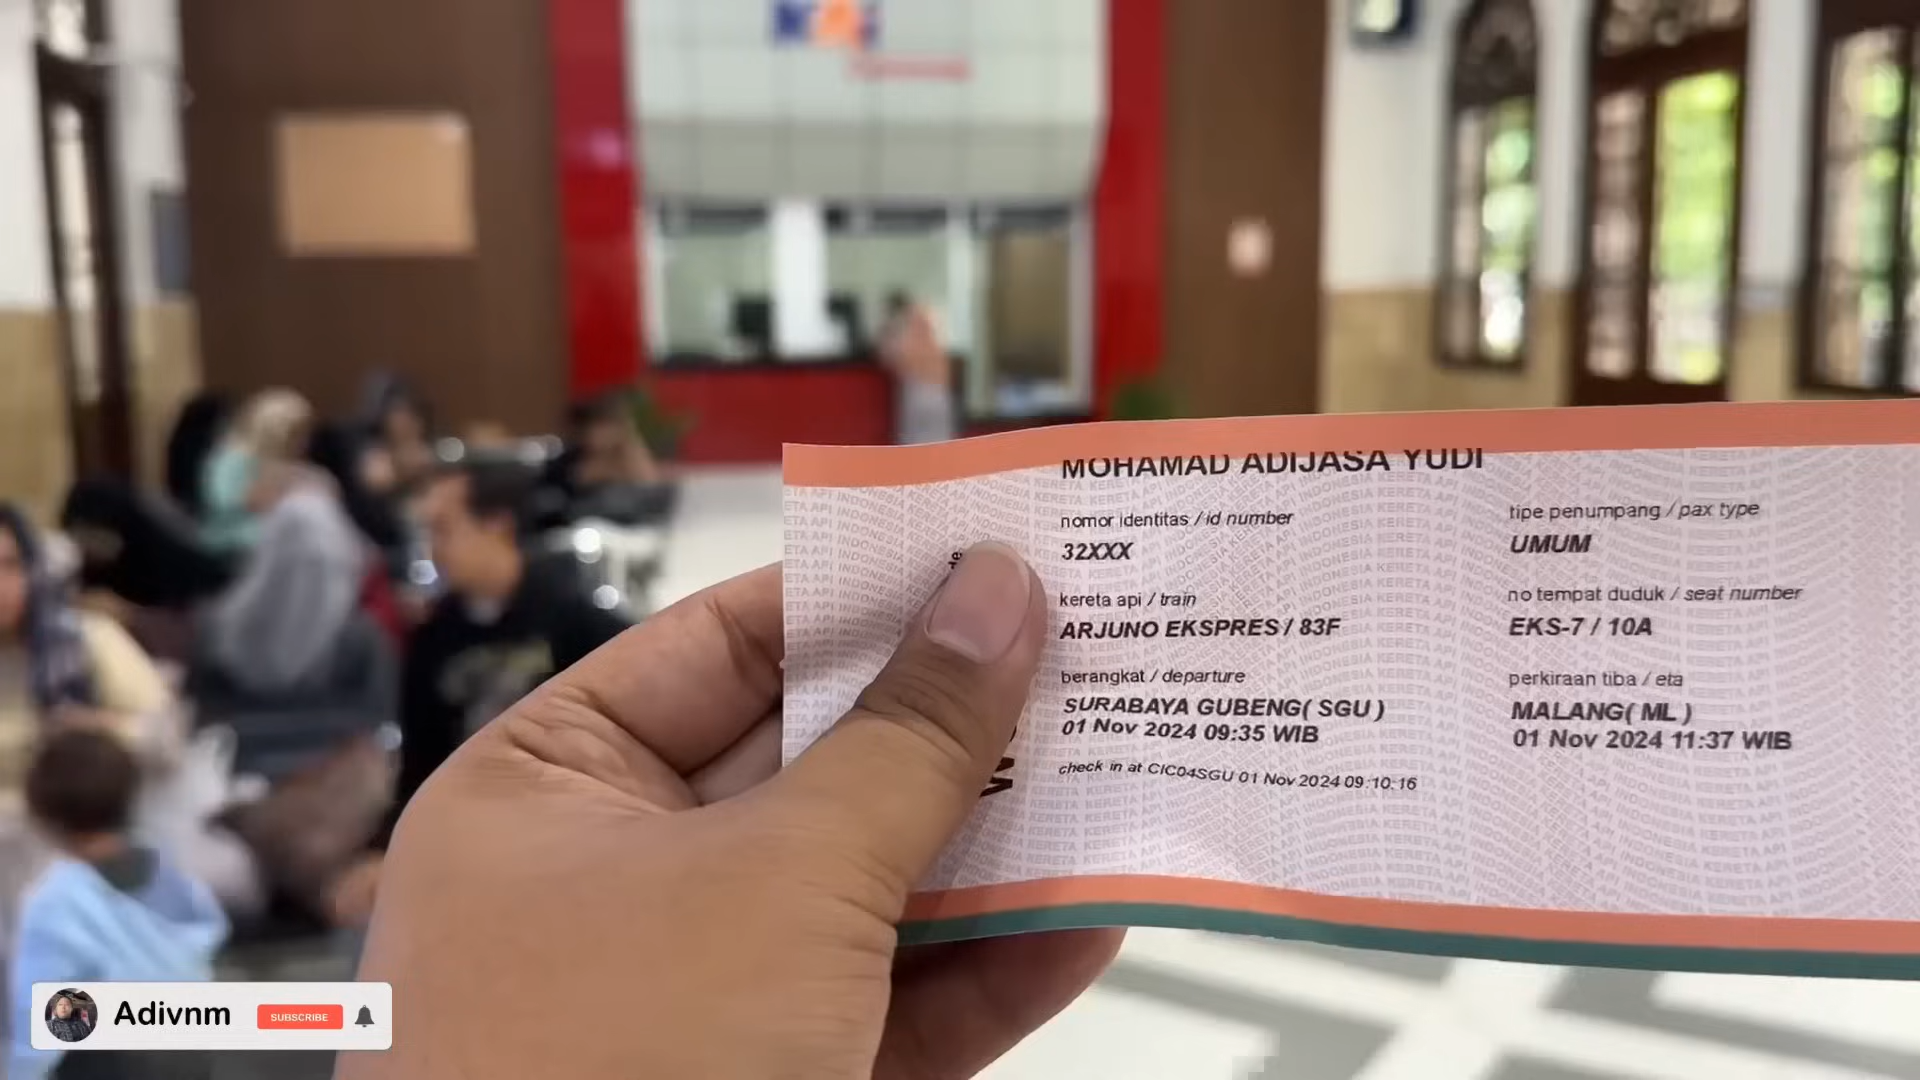 MOHAMAD ADIJASA YUDI
nomor identitas / id number
32XXX
tipe penumpang / pax type
UMUM
kereta api / train
ARJUNO EKSPRES / 83F
no tempat duduk / seat number
EKS-7 / 10A
berangkat / departure
SURABAYA GUBENG( SGU )
01 Nov 2024 09:35 WIB
perkiraan tiba / eta
MALANG( ML )
01 Nov 2024 11:37 WIB
check in at CIC04SGU 01 Nov 2024 09:10:16
Adivnm
SUBSCRIBE